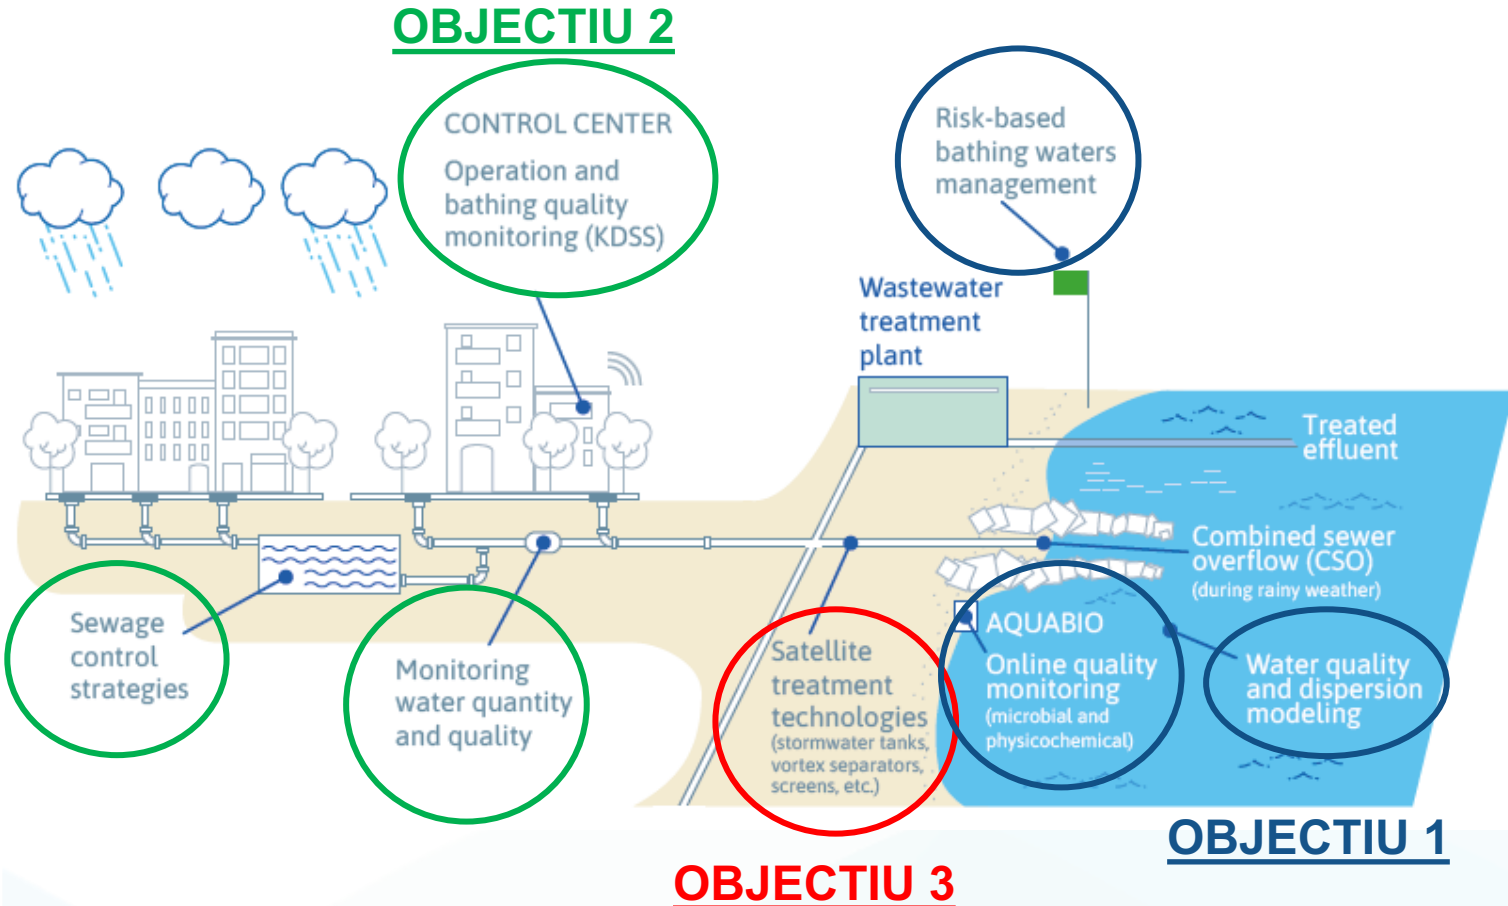 OBJECTIU 2
CONTROL CENTER
Operation and
bathing quality
monitoring (KDSS)
Risk-based
bathing waters
management
Wastewater
treatment
plant
Treated
effluent
Combined sewer
overflow (CSO)
(during rainy weather)
Sewage
control
strategies
Monitoring
water quantity
and quality
Satellite
treatment
technologies
(stormwater tanks,
vortex separators,
screens, etc.)
AQUABIO
Online quality
monitoring
(microbial and
physicochemical)
Water quality
and dispersion
modeling
OBJECTIU 1
OBJECTIU 3